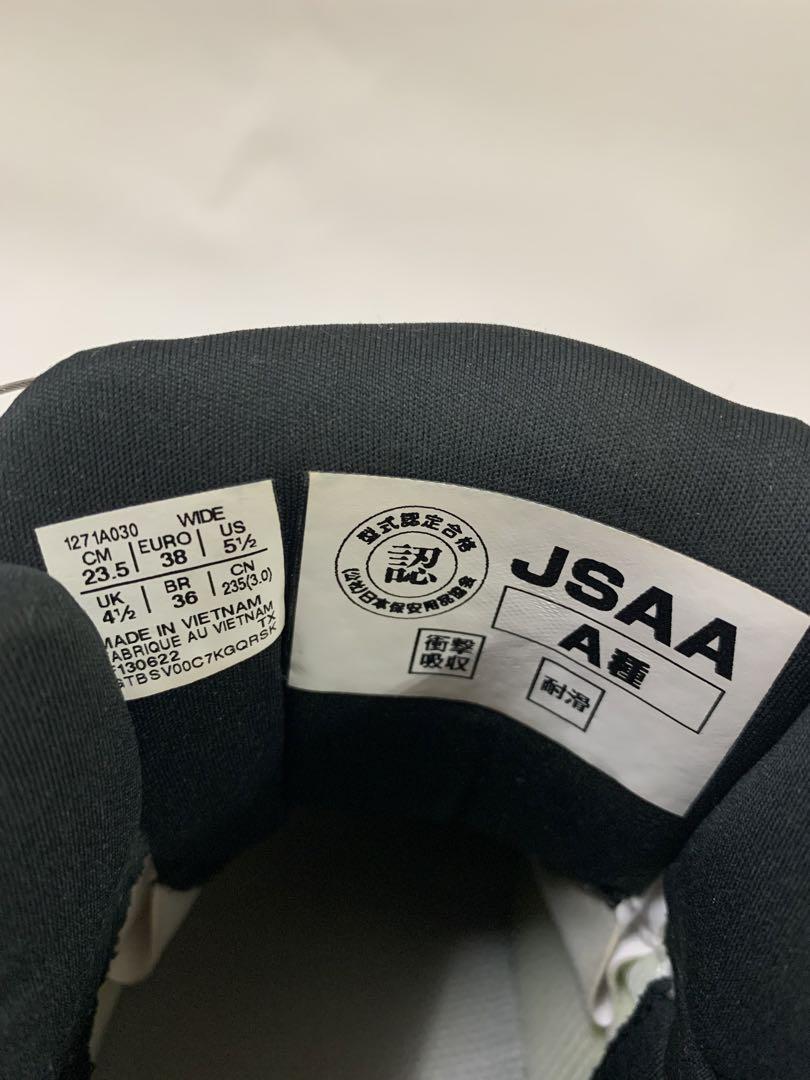 1271A030 WIDE
CM EURO US
23.5 38 5½
UK BR CN
4½ 36 235(3.0)
MADE IN VIETNAM
FABRIQUE AU VIETNAM
130622 TX
GTBSV00C7KGQRSK
型式認定合格
認
(公社)日本保安用品協会
JSAA
A種
衝撃
吸収
耐滑